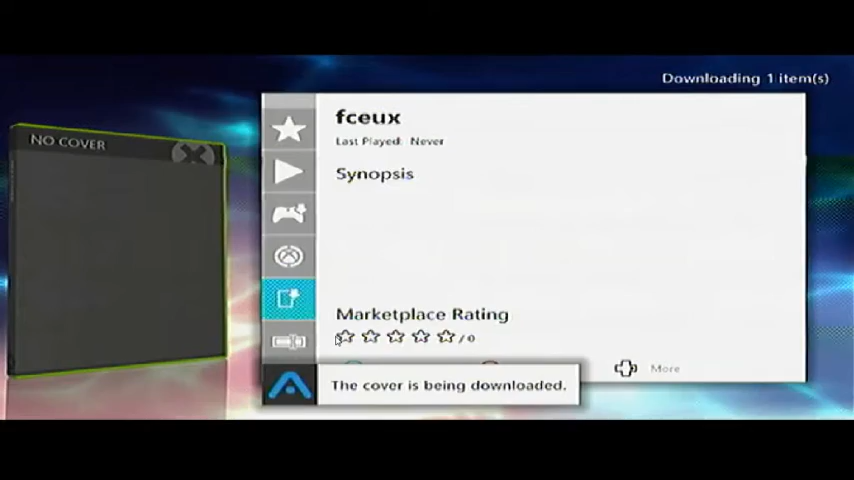 Downloading 1 item(s)
NO COVER
fceux
Last Played: Never
Synopsis
Marketplace Rating
/0
More
The cover is being downloaded.